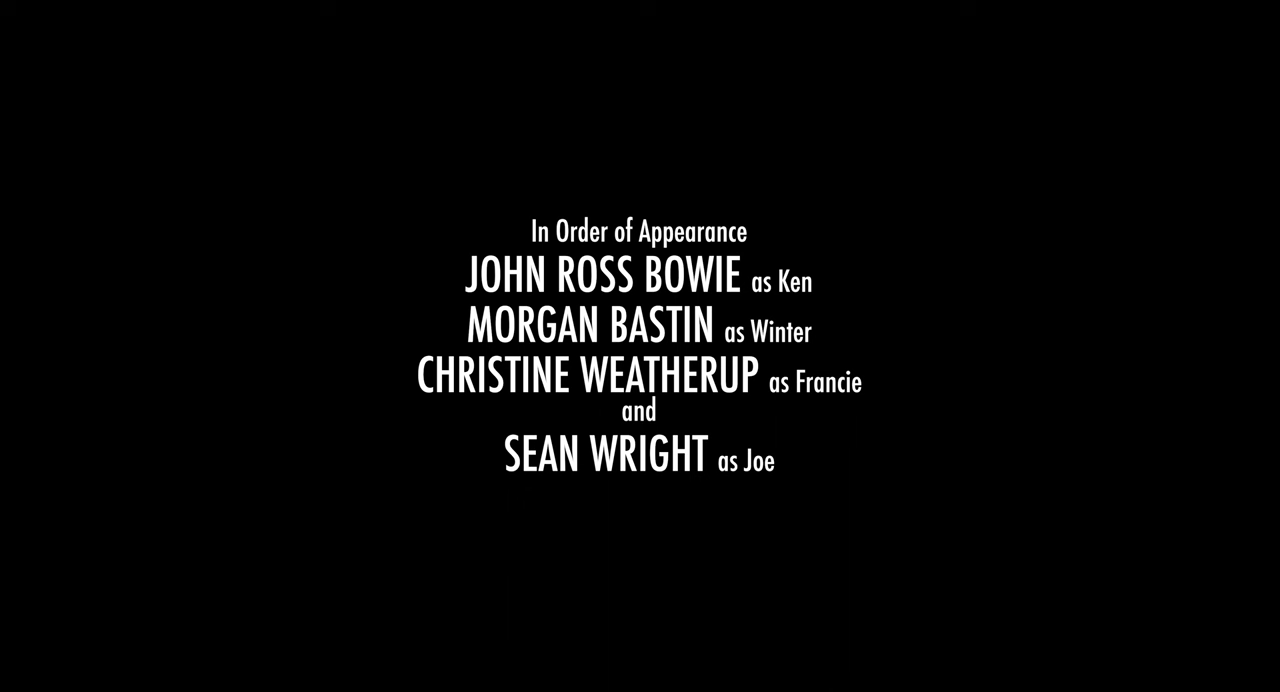 In Order of Appearance
JOHN ROSS BOWIE as Ken
MORGAN BASTIN as Winter
CHRISTINE WEATHERUP as Francie
and
SEAN WRIGHT as Joe